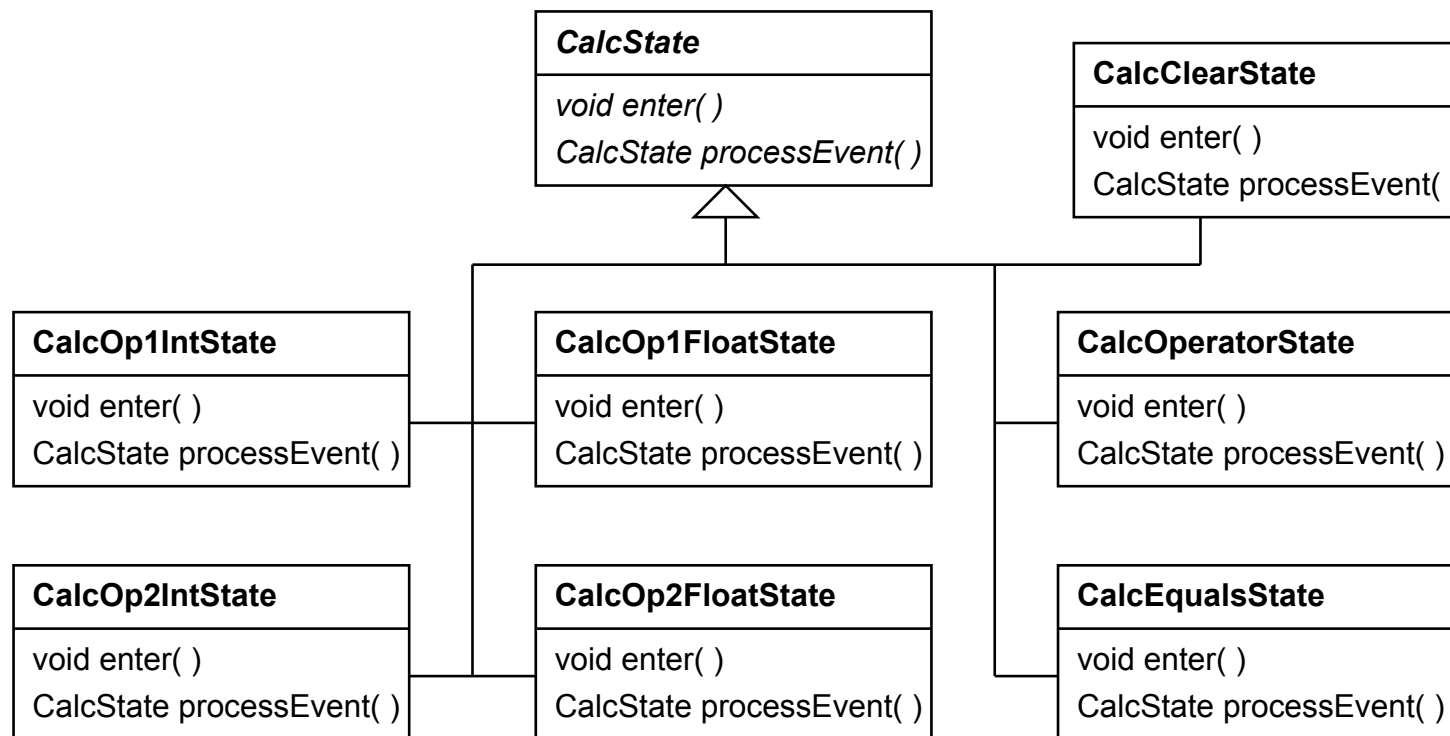 CalcState
void enter( )
CalcState processEvent( )
CalcClearState
void enter( )
CalcState processEvent(
CalcOp1IntState
void enter( )
CalcState processEvent( )
CalcOp1FloatState
void enter( )
CalcState processEvent( )
CalcOperatorState
void enter( )
CalcState processEvent( )
CalcOp2IntState
void enter( )
CalcState processEvent( )
CalcOp2FloatState
void enter( )
CalcState processEvent( )
CalcEqualsState
void enter( )
CalcState processEvent( )